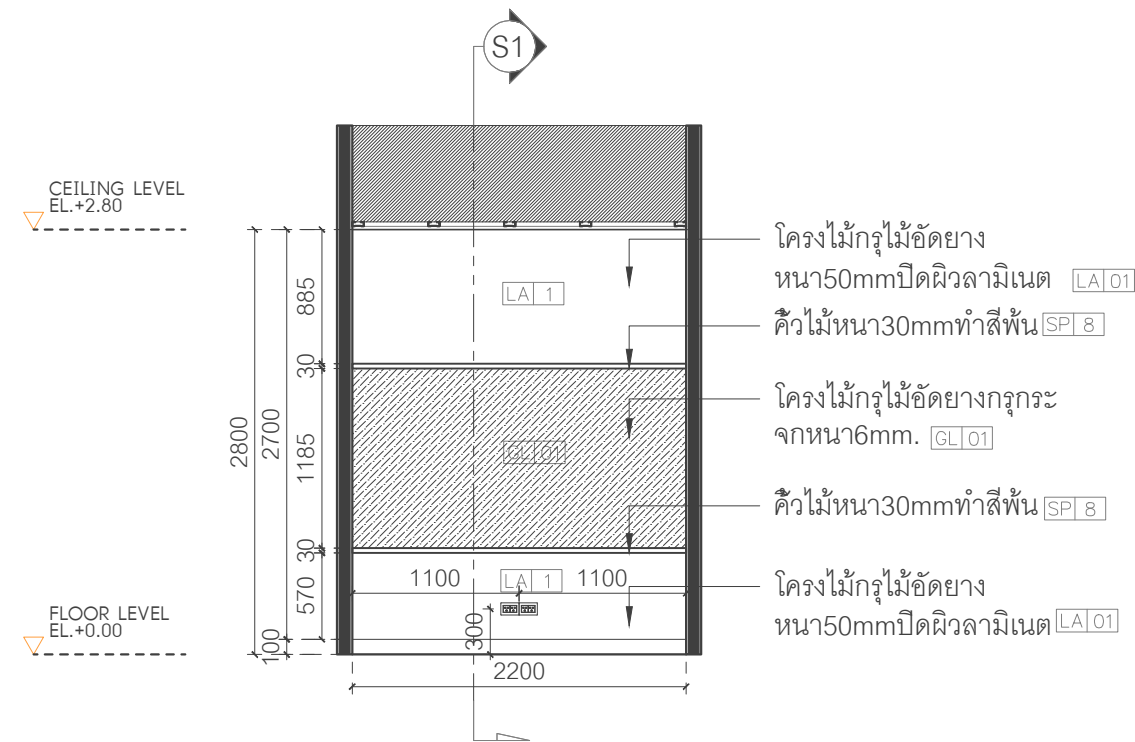 S1
CEILING LEVEL
EL.+2.80
โครงไม้กรุไม้อัดยาง
หนา50mmปิดผิวลามิเนต LA 01
LA 1
885
คิ้วไม้หนา30mmทำสีพ้น SP 8
30
โครงไม้กรุไม้อัดยางกรุกระ
จกหนา6mm. GL 01
2800
2700
1185
GL 01
คิ้วไม้หนา30mmทำสีพ้น SP 8
30
1100 LA 1 1100
570
โครงไม้กรุไม้อัดยาง
หนา50mmปิดผิวลามิเนต LA 01
FLOOR LEVEL
EL.+0.00
300
100
2200